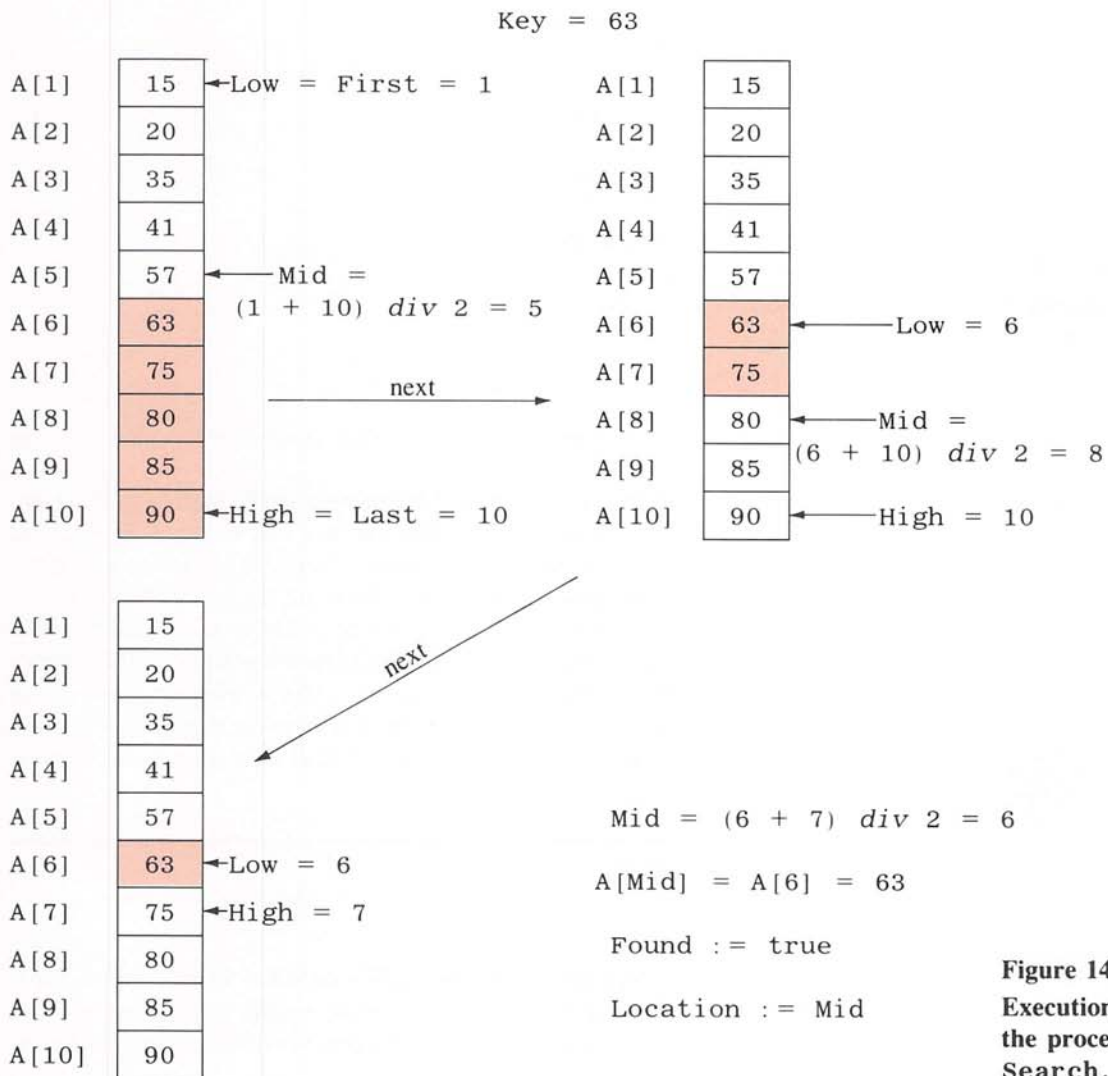 Key = 63
A[1] 15 Low = First = 1
A[2] 20
A[3] 35
A[4] 41
A[5] 57 Mid =
(1 + 10) div 2 = 5
A[6] 63
A[7] 75
A[8] 80
A[9] 85
A[10] 90 High = Last = 10
next
A[1] 15
A[2] 20
A[3] 35
A[4] 41
A[5] 57
A[6] 63 Low = 6
A[7] 75
A[8] 80 Mid =
(6 + 10) div 2 = 8
A[9] 85
A[10] 90 High = 10
next
A[1] 15
A[2] 20
A[3] 35
A[4] 41
A[5] 57
A[6] 63 Low = 6
A[7] 75 High = 7
A[8] 80
A[9] 85
A[10] 90
Mid = (6 + 7) div 2 = 6
A[Mid] = A[6] = 63
Found := true
Location := Mid
Figure 14
Execution
the proce
Search.